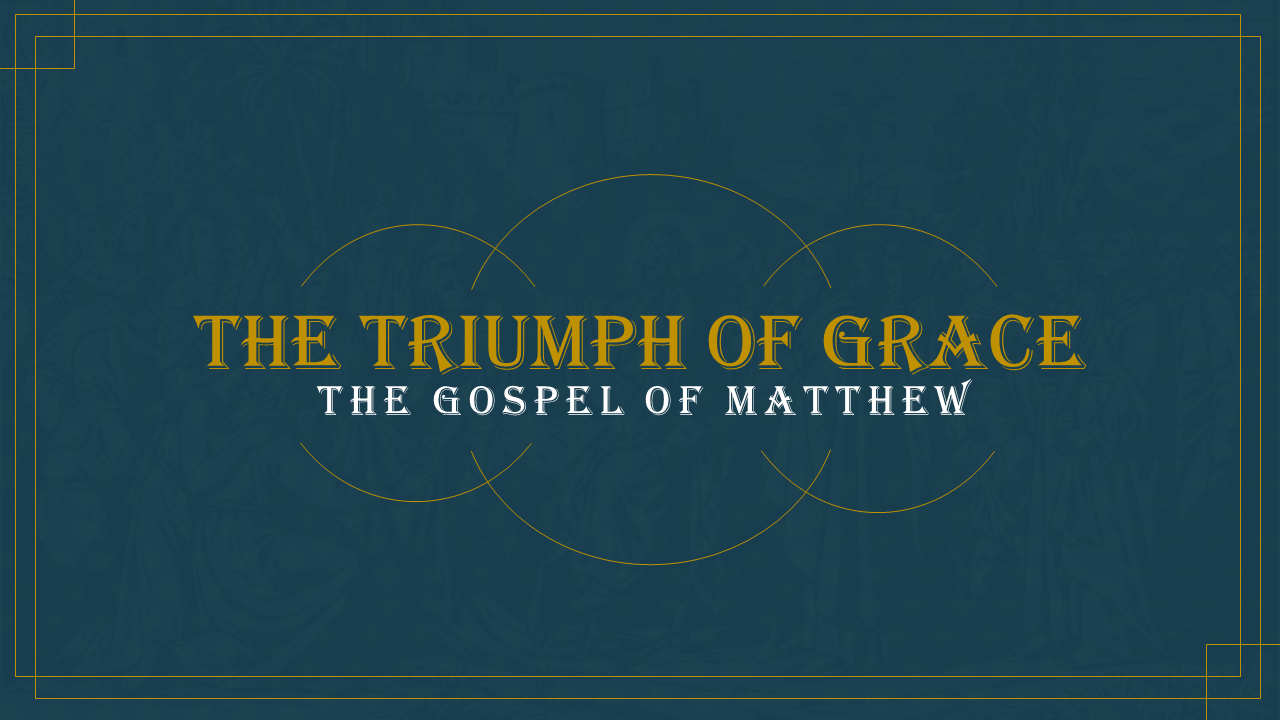 THE TRIUMPH OF GRACE
THE GOSPEL OF MATTHEW